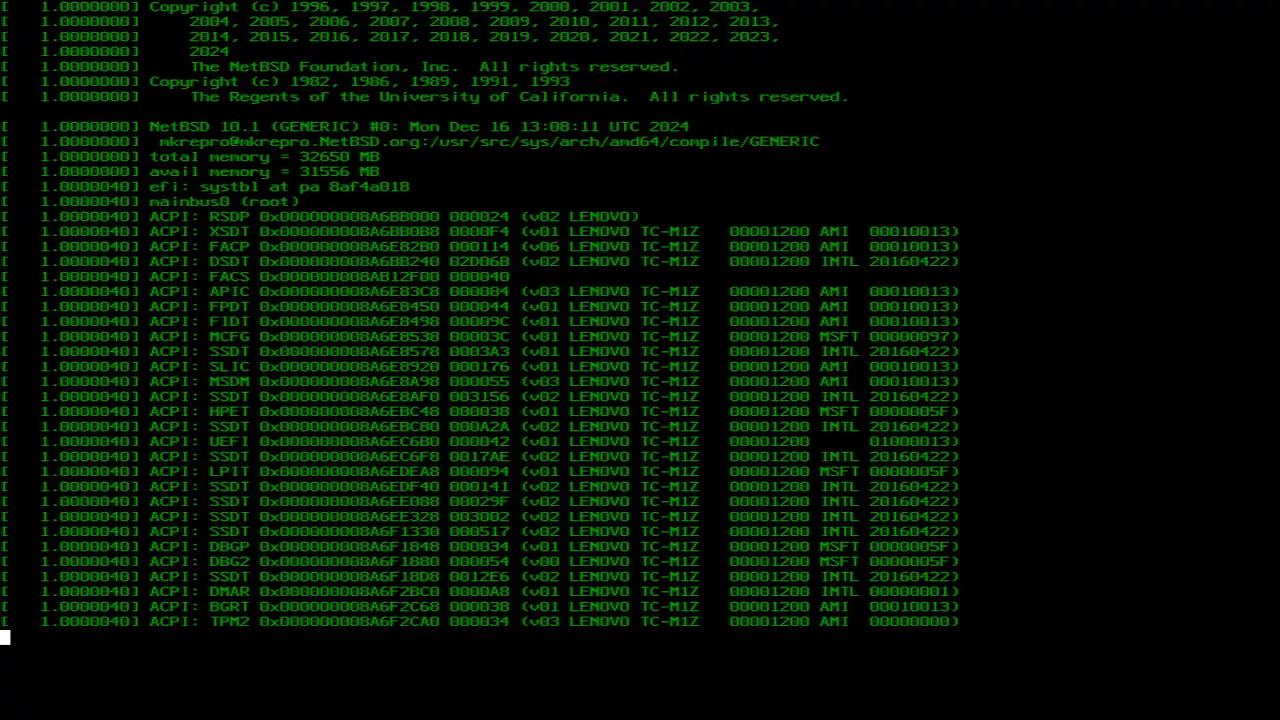 [   1.0000000] Copyright (c) 1996, 1997, 1998, 1999, 2000, 2001, 2002, 2003,
[   1.0000000]     2004, 2005, 2006, 2007, 2008, 2009, 2010, 2011, 2012, 2013,
[   1.0000000]     2014, 2015, 2016, 2017, 2018, 2019, 2020, 2021, 2022, 2023,
[   1.0000000]     2024
[   1.0000000]     The NetBSD Foundation, Inc.  All rights reserved.
[   1.0000000] Copyright (c) 1982, 1986, 1989, 1991, 1993
[   1.0000000]     The Regents of the University of California.  All rights reserved.
[   1.0000000] NetBSD 10.1 (GENERIC) #0: Mon Dec 16 13:08:11 UTC 2024
[   1.0000000]  mkrepro@mkrepro.NetBSD.org:/usr/src/sys/arch/amd64/compile/GENERIC
[   1.0000000] total memory = 32650 MB
[   1.0000000] avail memory = 31556 MB
[   1.0000040] efi: systbl at pa 8af4a018
[   1.0000040] mainbus0 (root)
[   1.0000040] ACPI: RSDP 0x000000008A6BB000 000024 (v02 LENOVO)
[   1.0000040] ACPI: XSDT 0x000000008A6BB0B8 0000F4 (v01 LENOVO TC-M1Z   00001200 AMI  00010013)
[   1.0000040] ACPI: FACP 0x000000008A6E82B0 000114 (v06 LENOVO TC-M1Z   00001200 AMI  00010013)
[   1.0000040] ACPI: DSDT 0x000000008A6BB240 02D06B (v02 LENOVO TC-M1Z   00001200 INTL 20160422)
[   1.0000040] ACPI: FACS 0x000000008AB12F00 000040
[   1.0000040] ACPI: APIC 0x000000008A6E83C8 000084 (v03 LENOVO TC-M1Z   00001200 AMI  00010013)
[   1.0000040] ACPI: FPDT 0x000000008A6E8450 000044 (v01 LENOVO TC-M1Z   00001200 AMI  00010013)
[   1.0000040] ACPI: FIDT 0x000000008A6E8498 00009C (v01 LENOVO TC-M1Z   00001200 AMI  00010013)
[   1.0000040] ACPI: MCFG 0x000000008A6E8538 00003C (v01 LENOVO TC-M1Z   00001200 MSFT 00000097)
[   1.0000040] ACPI: SSDT 0x000000008A6E8578 0003A3 (v01 LENOVO TC-M1Z   00001200 INTL 20160422)
[   1.0000040] ACPI: SLIC 0x000000008A6E8920 000176 (v01 LENOVO TC-M1Z   00001200 AMI  00010013)
[   1.0000040] ACPI: MSDM 0x000000008A6E8A98 000055 (v03 LENOVO TC-M1Z   00001200 AMI  00010013)
[   1.0000040] ACPI: SSDT 0x000000008A6E8AF0 003156 (v02 LENOVO TC-M1Z   00001200 INTL 20160422)
[   1.0000040] ACPI: HPET 0x000000008A6EBC48 000038 (v01 LENOVO TC-M1Z   00001200 MSFT 0000005F)
[   1.0000040] ACPI: SSDT 0x000000008A6EBC80 000A2A (v02 LENOVO TC-M1Z   00001200 INTL 20160422)
[   1.0000040] ACPI: UEFI 0x000000008A6EC6B0 000042 (v01 LENOVO TC-M1Z   00001200      01000013)
[   1.0000040] ACPI: SSDT 0x000000008A6EC6F8 0017AE (v02 LENOVO TC-M1Z   00001200 INTL 20160422)
[   1.0000040] ACPI: LPIT 0x000000008A6EDEA8 000094 (v01 LENOVO TC-M1Z   00001200 MSFT 0000005F)
[   1.0000040] ACPI: SSDT 0x000000008A6EDF40 000141 (v02 LENOVO TC-M1Z   00001200 INTL 20160422)
[   1.0000040] ACPI: SSDT 0x000000008A6EE088 00029F (v02 LENOVO TC-M1Z   00001200 INTL 20160422)
[   1.0000040] ACPI: SSDT 0x000000008A6EE328 003002 (v02 LENOVO TC-M1Z   00001200 INTL 20160422)
[   1.0000040] ACPI: SSDT 0x000000008A6F1330 000517 (v02 LENOVO TC-M1Z   00001200 INTL 20160422)
[   1.0000040] ACPI: DBGP 0x000000008A6F1848 000034 (v01 LENOVO TC-M1Z   00001200 MSFT 0000005F)
[   1.0000040] ACPI: DBG2 0x000000008A6F1880 000054 (v00 LENOVO TC-M1Z   00001200 MSFT 0000005F)
[   1.0000040] ACPI: SSDT 0x000000008A6F18D8 0012E6 (v02 LENOVO TC-M1Z   00001200 INTL 20160422)
[   1.0000040] ACPI: DMAR 0x000000008A6F2BC0 0000A8 (v01 LENOVO TC-M1Z   00001200 INTL 00000001)
[   1.0000040] ACPI: BGRT 0x000000008A6F2C68 000038 (v01 LENOVO TC-M1Z   00001200 AMI  00010013)
[   1.0000040] ACPI: TPM2 0x000000008A6F2CA0 000034 (v03 LENOVO TC-M1Z   00001200 AMI  00000000)